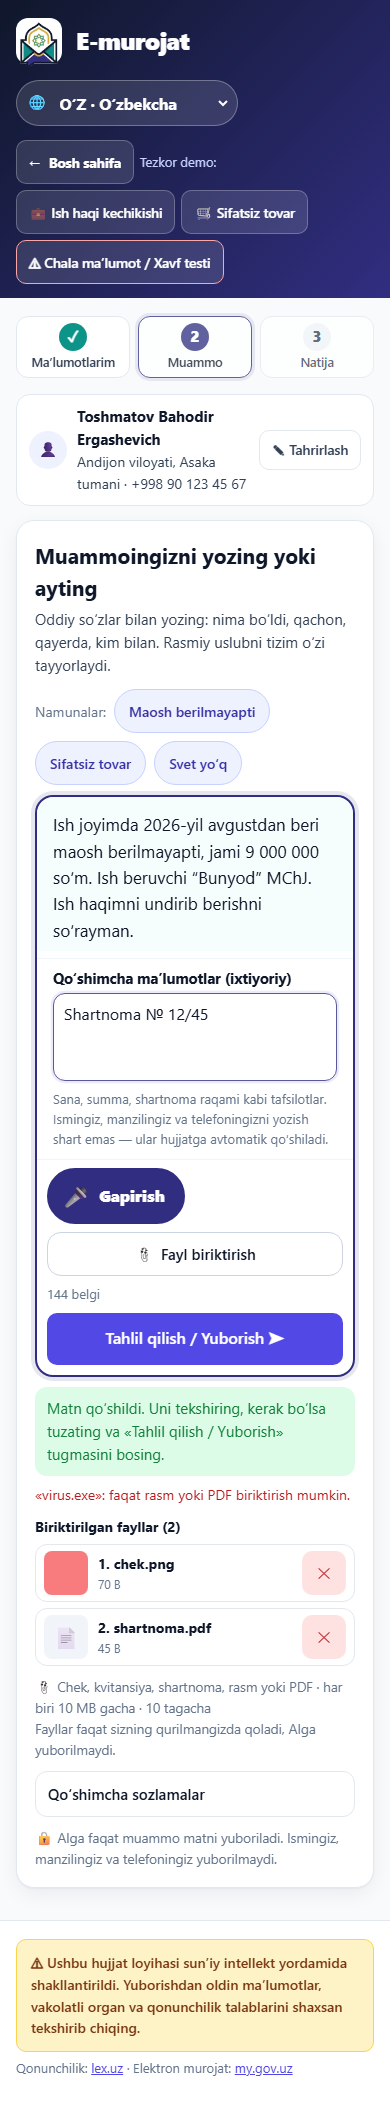 E-murojat
🌐 O‘Z · O‘zbekcha
← Bosh sahifa
Tezkor demo:
💼 Ish haqi kechikishi
🛒 Sifatsiz tovar
⚠ Chala ma’lumot / Xavf testi
✓
Ma’lumotlarim
2
Muammo
3
Natija
Toshmatov Bahodir
Ergashevich
Andijon viloyati, Asaka
tumani · +998 90 123 45 67
✎ Tahrirlash
Muammoingizni yozing yoki
ayting
Oddiy so‘zlar bilan yozing: nima bo‘ldi, qachon,
qayerda, kim bilan. Rasmiy uslubni tizim o‘zi
tayyorlaydi.
Namunalar:
Maosh berilmayapti
Sifatsiz tovar
Svet yo‘q
Ish joyimda 2026-yil avgustdan beri
maosh berilmayapti, jami 9 000 000
so‘m. Ish beruvchi “Bunyod” MChJ.
Ish haqimni undirib berishni
so‘rayman.
Qo‘shimcha ma’lumotlar (ixtiyoriy)
Shartnoma № 12/45
Sana, summa, shartnoma raqami kabi tafsilotlar.
Ismingiz, manzilingiz va telefoningizni yozish
shart emas — ular hujjatga avtomatik qo‘shiladi.
🎤 Gapirish
📎 Fayl biriktirish
144 belgi
Tahlil qilish / Yuborish ➤
Matn qo‘shildi. Uni tekshiring, kerak bo‘lsa
tuzating va «Tahlil qilish / Yuborish»
tugmasini bosing.
«virus.exe»: faqat rasm yoki PDF biriktirish mumkin.
Biriktirilgan fayllar (2)
1. chek.png
70 B
×
2. shartnoma.pdf
45 B
×
📎 Chek, kvitansiya, shartnoma, rasm yoki PDF · har
biri 10 MB gacha · 10 tagacha
Fayllar faqat sizning qurilmangizda qoladi, AIga
yuborilmaydi.
Qo‘shimcha sozlamalar
🔒 AIga faqat muammo matni yuboriladi. Ismingiz,
manzilingiz va telefoningiz yuborilmaydi.
⚠ Ushbu hujjat loyihasi sun’iy intellekt yordamida
shakllantirildi. Yuborishdan oldin ma’lumotlar,
vakolatli organ va qonunchilik talablarini shaxsan
tekshirib chiqing.
Qonunchilik: lex.uz · Elektron murojat: my.gov.uz